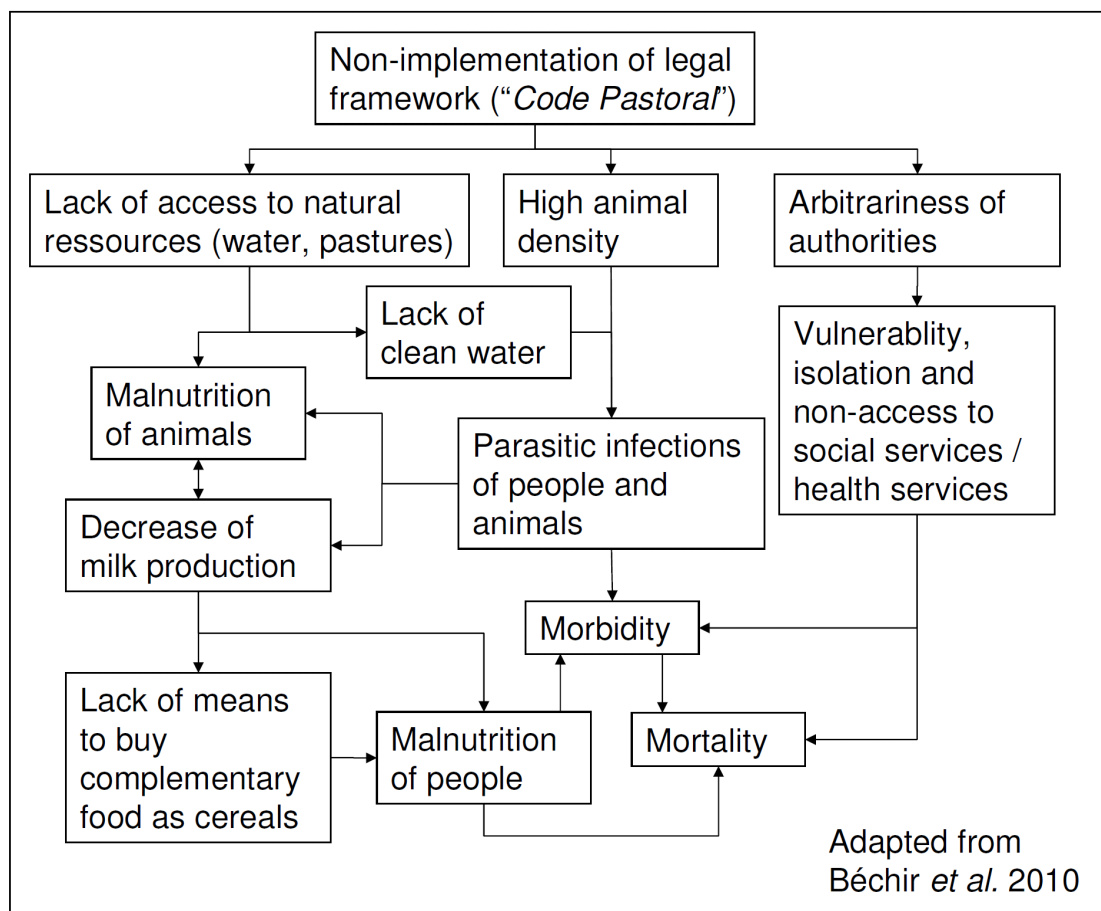 Non-implementation of legal
framework (“Code Pastoral”)
Lack of access to natural
ressources (water, pastures)
High animal
density
Arbitrariness of
authorities
Lack of
clean water
Vulnerablity,
isolation and
non-access to
social services /
health services
Malnutrition
of animals
Parasitic infections
of people and
animals
Decrease of
milk production
Morbidity
Lack of means
to buy
complementary
food as cereals
Malnutrition
of people
Mortality
Adapted from
Béchir et al. 2010